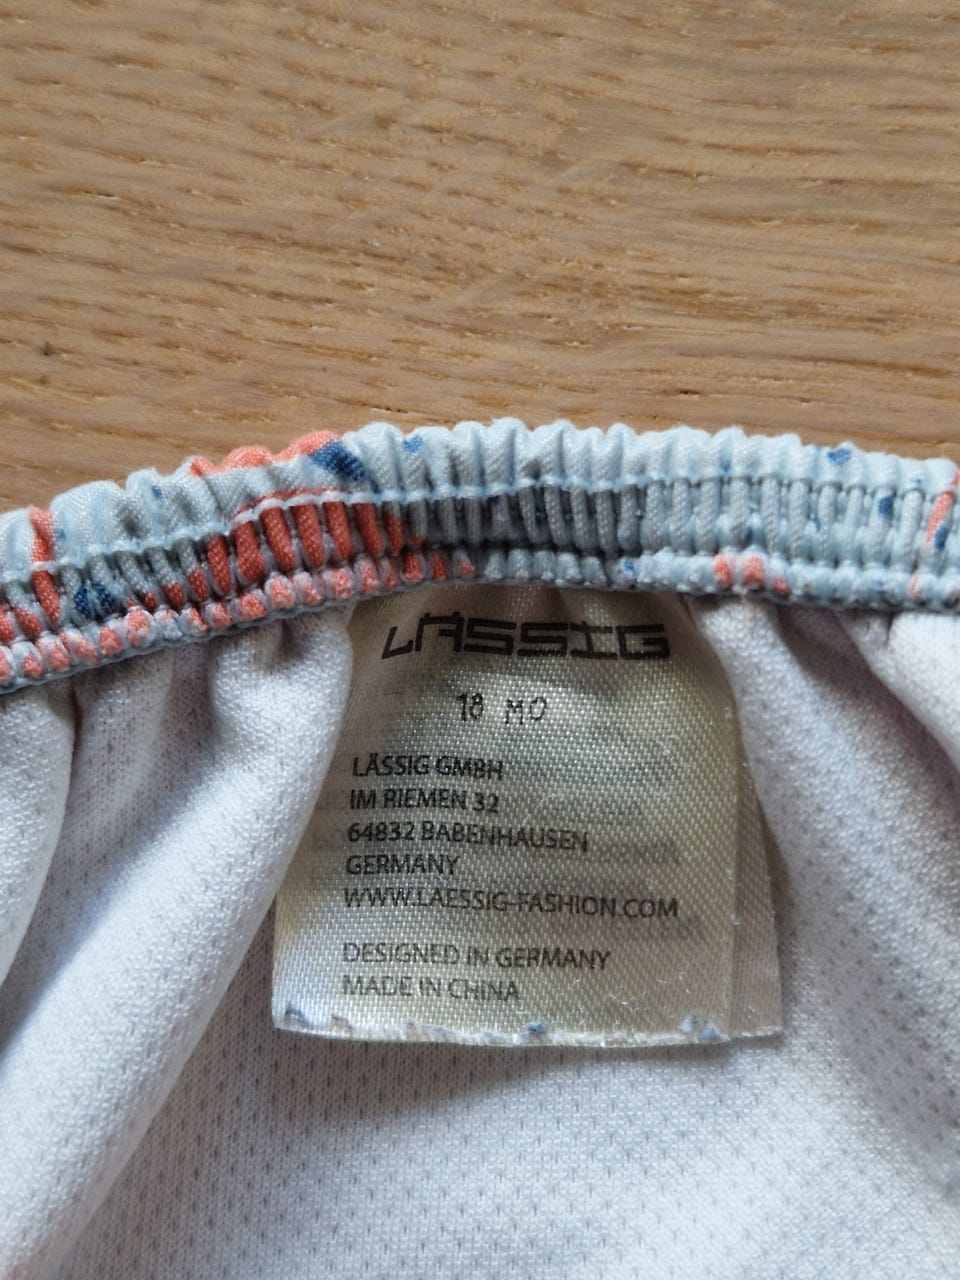 LÄSSIG
18 MO
LÄSSIG GMBH
IM RIEMEN 32
64832 BABENHAUSEN
GERMANY
WWW.LAESSIG-FASHION.COM
DESIGNED IN GERMANY
MADE IN CHINA